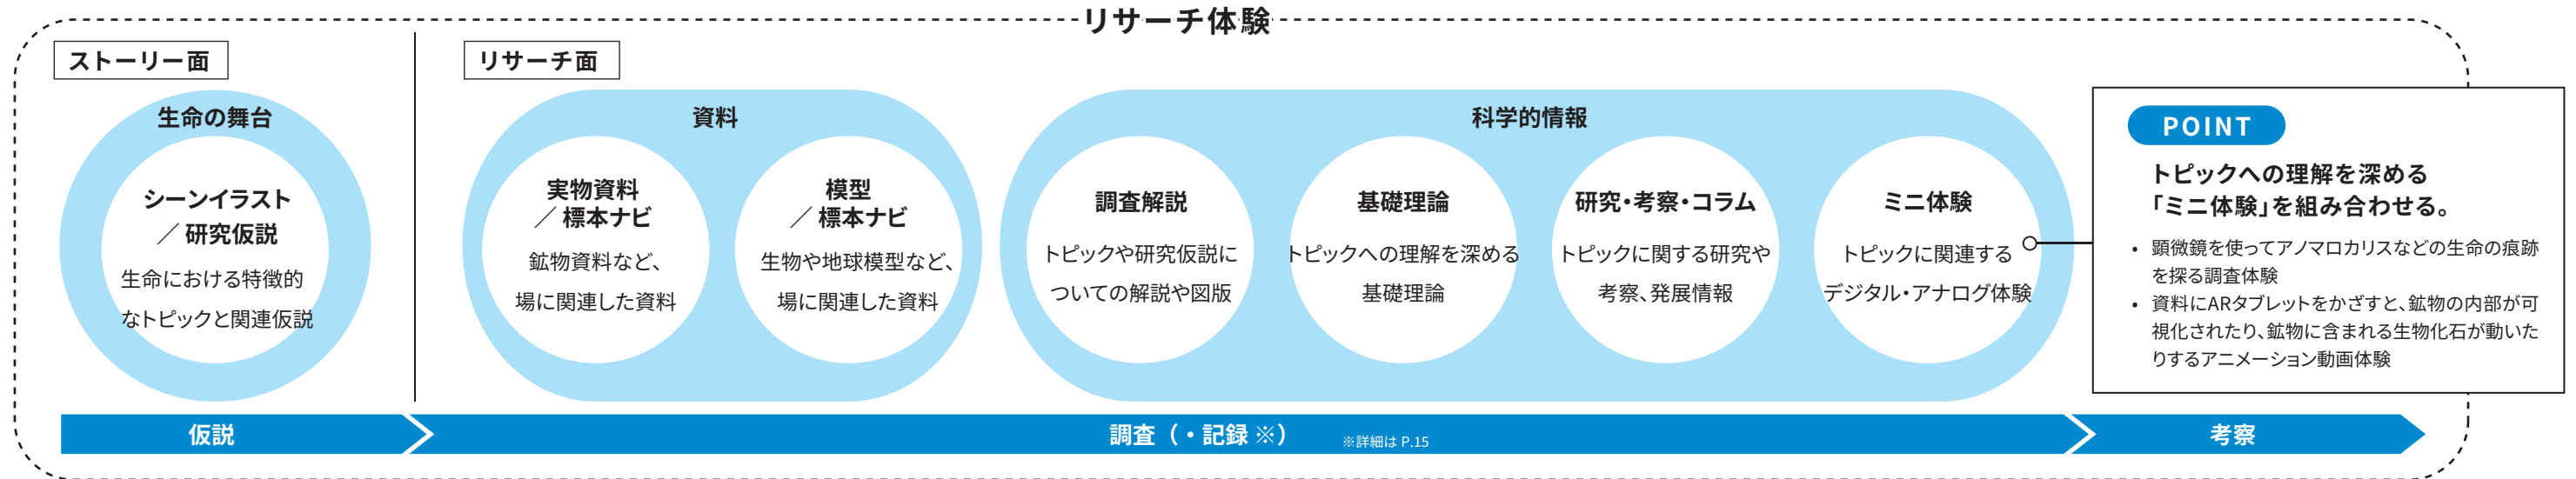 リサーチ体験
ストーリー面
生命の舞台
シーンイラスト
／研究仮説
生命における特徴的
なトピックと関連仮説
リサーチ面
資料
実物資料
／標本ナビ
鉱物資料など、
場に関連した資料
模型
／標本ナビ
生物や地球模型など、
場に関連した資料
科学的情報
調査解説
トピックや研究仮説に
ついての解説や図版
基礎理論
トピックへの理解を深める
基礎理論
研究・考察・コラム
トピックに関する研究や
考察、発展情報
ミニ体験
トピックに関連する
デジタル・アナログ体験
POINT
トピックへの理解を深める
「ミニ体験」を組み合わせる。
• 顕微鏡を使ってアノマロカリスなどの生命の痕跡
を探る調査体験
• 資料にARタブレットをかざすと、鉱物の内部が可
視化されたり、鉱物に含まれる生物化石が動いた
りするアニメーション動画体験
仮説
調査（・記録 ※）
※詳細は P.15
考察